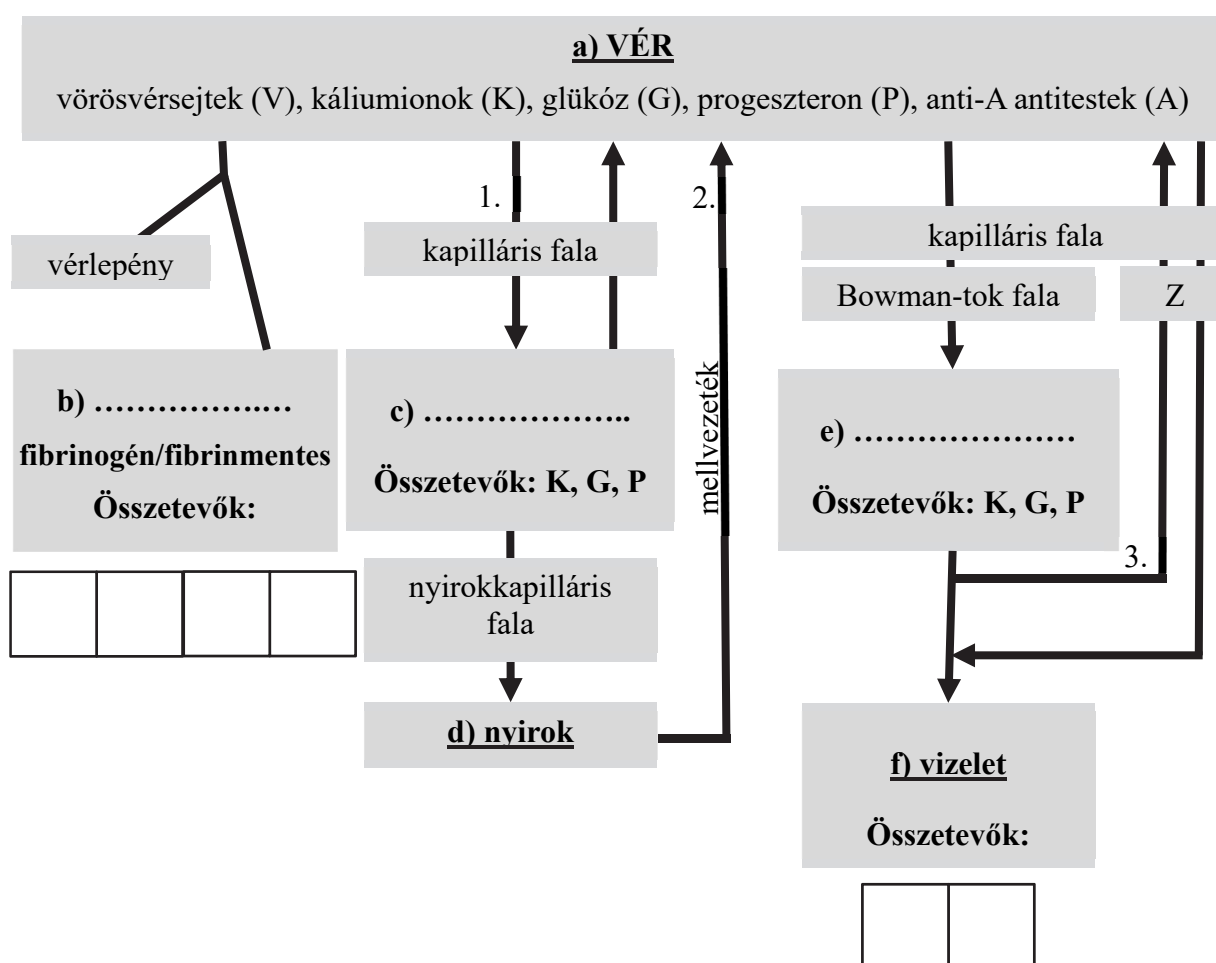 a) VÉR
vörösvérsejtek (V), káliumionok (K), glükóz (G), progeszteron (P), anti-A antitestek (A)
1.
2.
vérlepény
kapilláris fala
kapilláris fala
Bowman-tok fala
Z
b) ……………..…
fibrinogén/fibrinmentes
Összetevők:
c) ………………..
Összetevők: K, G, P
mellvezeték
e) …………………
Összetevők: K, G, P
3.
nyirokkapilláris
fala
d) nyirok
f) vizelet
Összetevők: